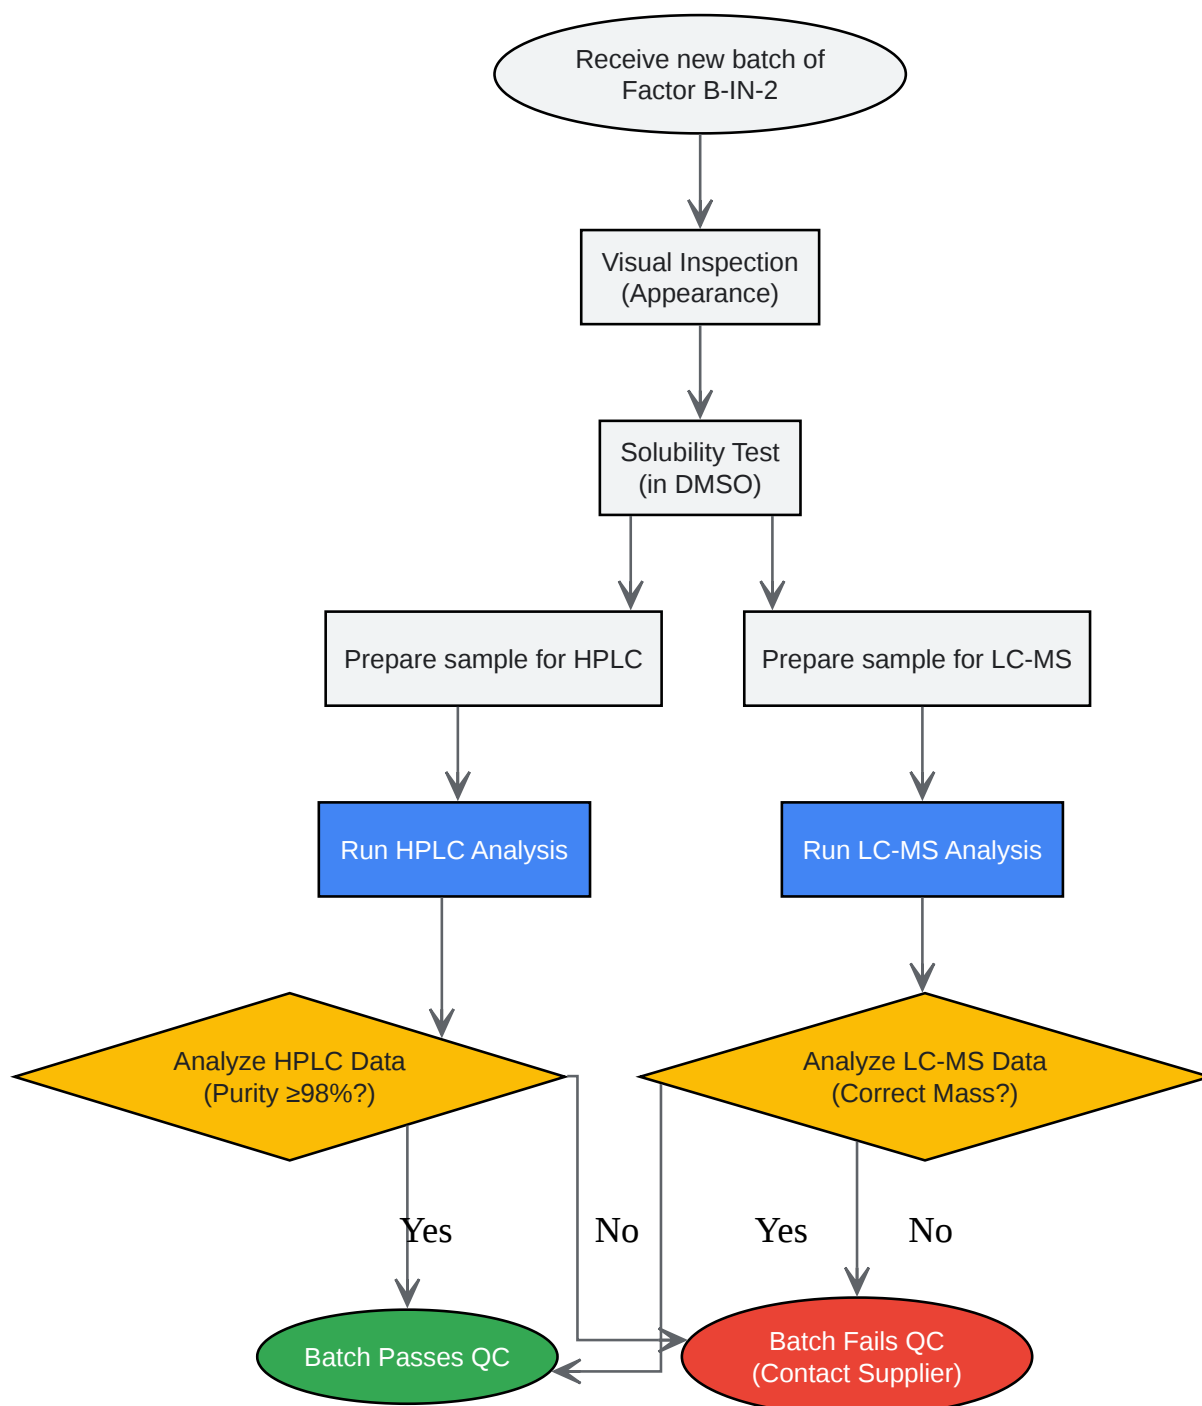 Receive new batch of
Factor B-IN-2
Visual Inspection
(Appearance)
Solubility Test
(in DMSO)
Prepare sample for HPLC
Prepare sample for LC-MS
Run HPLC Analysis
Run LC-MS Analysis
Analyze HPLC Data
(Purity ≥98%?)
Analyze LC-MS Data
(Correct Mass?)
Yes
No
Yes
No
Batch Passes QC
Batch Fails QC
(Contact Supplier)